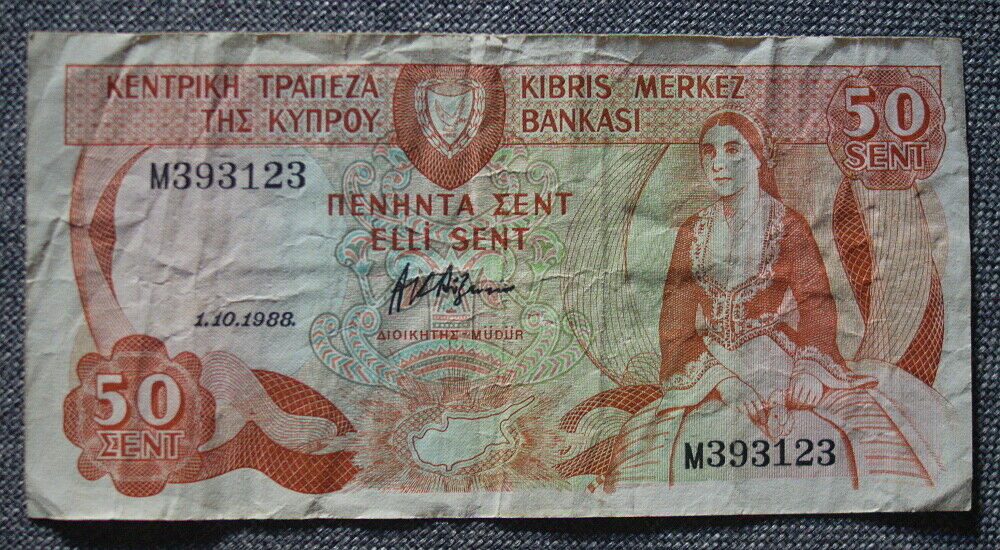 ΚΕΝΤΡΙΚΗ ΤΡΑΠΕΖΑ
ΤΗΣ ΚΥΠΡΟΥ
KIBRIS MERKEZ
BANKASI
50
SENT
M393123
ΠΕΝΗΝΤΑ ΣΕΝΤ
ELLİ SENT
1.10.1988.
ΔΙΟΙΚΗΤΗΣ-MÜDÜR
50
ΣΕΝΤ
M393123